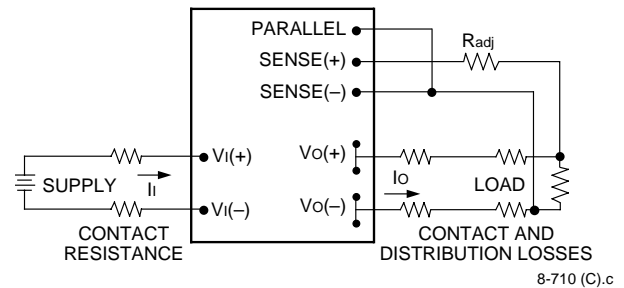 PARALLEL
Radj
SENSE(+)
SENSE(–)
VI(+)
VO(+)
SUPPLY
II
IO
LOAD
VI(–)
VO(–)
CONTACT
RESISTANCE
CONTACT AND
DISTRIBUTION LOSSES
8-710 (C).c